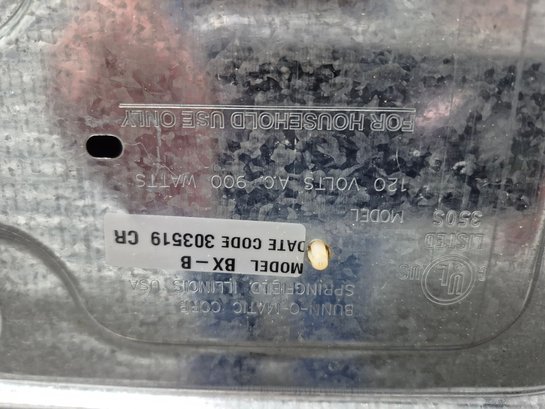 BUNN-O-MATIC CORP
SPRINGFIELD, ILLINOIS USA
MODEL BX-B
DATE CODE 303519 CR
MODEL
120 VOLTS AC 900 WATTS
FOR HOUSEHOLD USE ONLY
UL
US
LISTED
350S